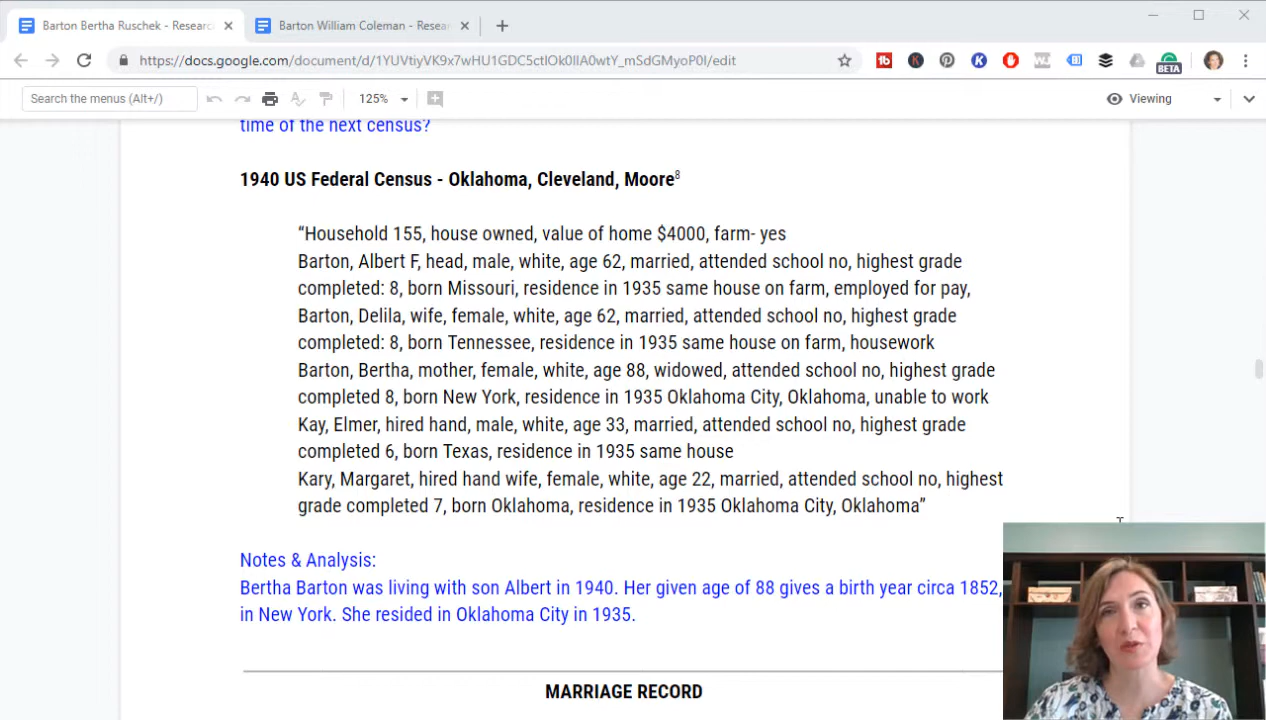 Barton Bertha Ruschek - Researc
Barton William Coleman - Resear
https://docs.google.com/document/d/1YUVtiyVK9x7wHU1GDC5ctIOk0lIA0wtY_mSdGMyoP0I/edit
BETA
Search the menus (Alt+/)
125%
Viewing
time of the next census?
1940 US Federal Census - Oklahoma, Cleveland, Moore8
“Household 155, house owned, value of home $4000, farm- yes
Barton, Albert F, head, male, white, age 62, married, attended school no, highest grade
completed: 8, born Missouri, residence in 1935 same house on farm, employed for pay,
Barton, Delila, wife, female, white, age 62, married, attended school no, highest grade
completed: 8, born Tennessee, residence in 1935 same house on farm, housework
Barton, Bertha, mother, female, white, age 88, widowed, attended school no, highest grade
completed 8, born New York, residence in 1935 Oklahoma City, Oklahoma, unable to work
Kay, Elmer, hired hand, male, white, age 33, married, attended school no, highest grade
completed 6, born Texas, residence in 1935 same house
Kary, Margaret, hired hand wife, female, white, age 22, married, attended school no, highest
grade completed 7, born Oklahoma, residence in 1935 Oklahoma City, Oklahoma”
Notes & Analysis:
Bertha Barton was living with son Albert in 1940. Her given age of 88 gives a birth year circa 1852,
in New York. She resided in Oklahoma City in 1935.
MARRIAGE RECORD